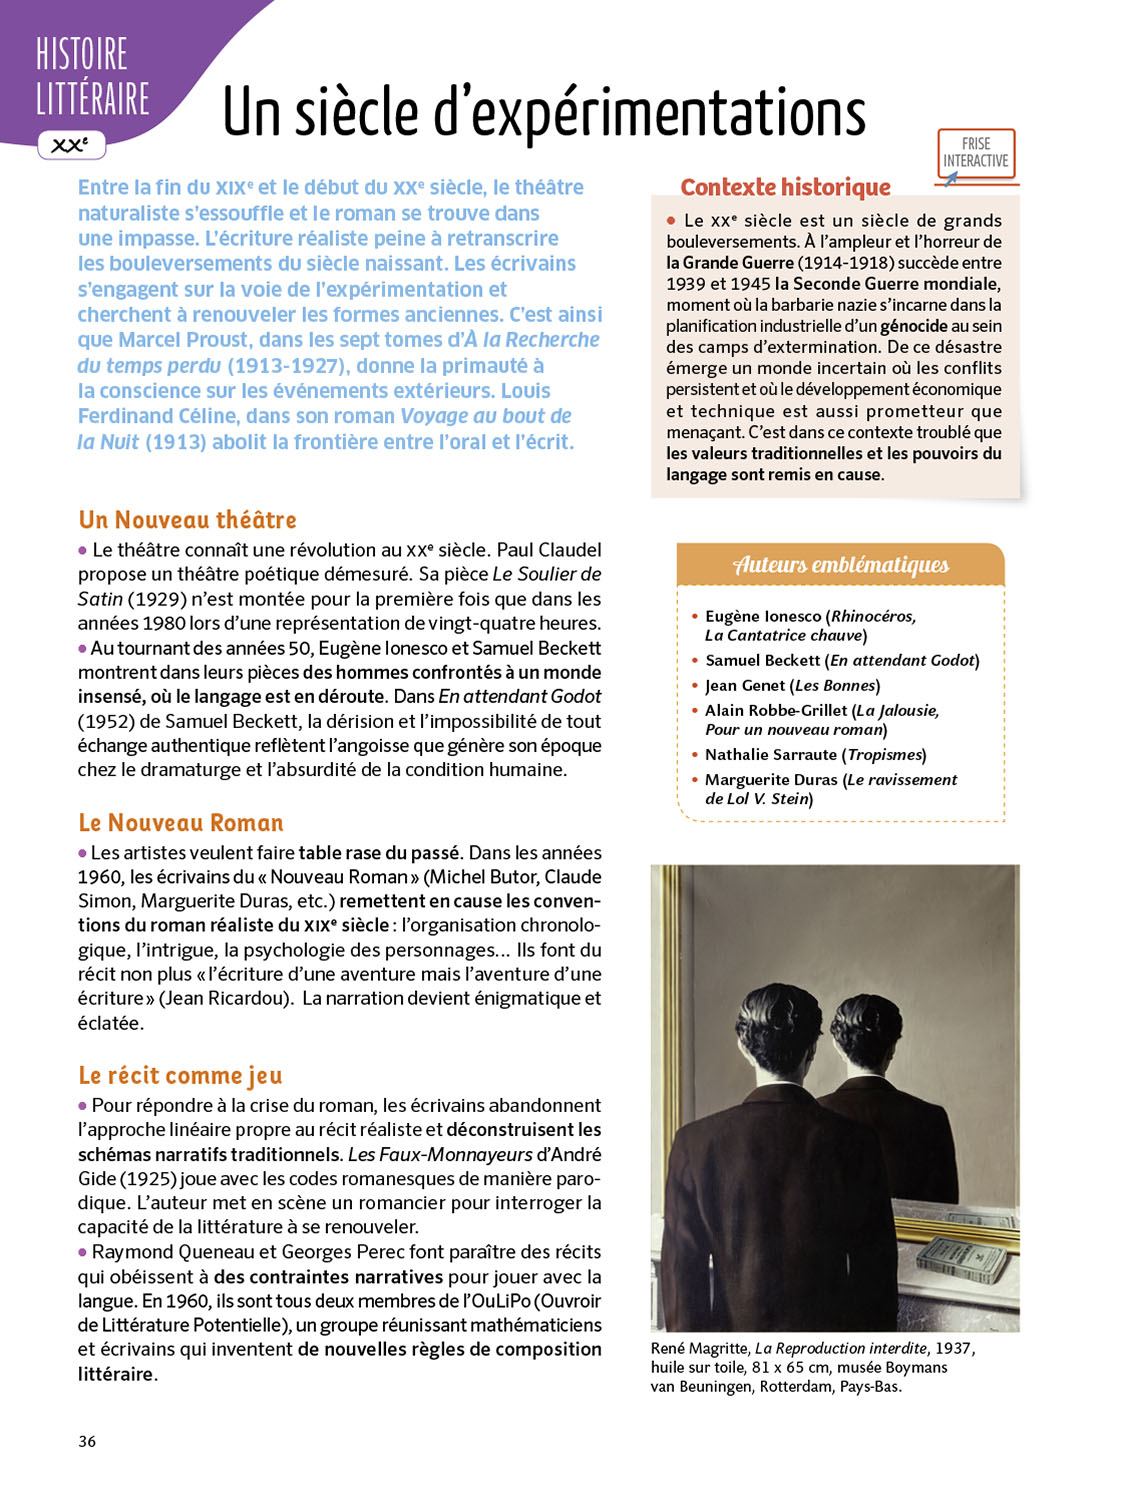 HISTOIRE
LITTÉRAIRE
XXe
Un siècle d'expérimentations
FRISE
INTERACTIVE
Entre la fin du XIXe et le début du XXe siècle, le théâtre
naturaliste s'essouffle et le roman se trouve dans
une impasse. L'écriture réaliste peine à retranscrire
les bouleversements du siècle naissant. Les écrivains
s'engagent sur la voie de l'expérimentation et
cherchent à renouveler les formes anciennes. C'est ainsi
que Marcel Proust, dans les sept tomes d'À la Recherche
du temps perdu (1913-1927), donne la primauté à
la conscience sur les événements extérieurs. Louis
Ferdinand Céline, dans son roman Voyage au bout de
la Nuit (1913) abolit la frontière entre l'oral et l'écrit.
Un Nouveau théâtre
• Le théâtre connaît une révolution au XXe siècle. Paul Claudel
propose un théâtre poétique démesuré. Sa pièce Le Soulier de
Satin (1929) n'est montée pour la première fois que dans les
années 1980 lors d'une représentation de vingt-quatre heures.
• Au tournant des années 50, Eugène Ionesco et Samuel Beckett
montrent dans leurs pièces des hommes confrontés à un monde
insensé, où le langage est en déroute. Dans En attendant Godot
(1952) de Samuel Beckett, la dérision et l'impossibilité de tout
échange authentique reflètent l'angoisse que génère son époque
chez le dramaturge et l'absurdité de la condition humaine.
Le Nouveau Roman
• Les artistes veulent faire table rase du passé. Dans les années
1960, les écrivains du « Nouveau Roman » (Michel Butor, Claude
Simon, Marguerite Duras, etc.) remettent en cause les conven-
tions du roman réaliste du XIXe siècle : l'organisation chronolo-
gique, l'intrigue, la psychologie des personnages... Ils font du
récit non plus « l'écriture d'une aventure mais l'aventure d'une
écriture » (Jean Ricardou). La narration devient énigmatique et
éclatée.
Le récit comme jeu
• Pour répondre à la crise du roman, les écrivains abandonnent
l'approche linéaire propre au récit réaliste et déconstruisent les
schémas narratifs traditionnels. Les Faux-Monnayeurs d'André
Gide (1925) joue avec les codes romanesques de manière paro-
dique. L'auteur met en scène un romancier pour interroger la
capacité de la littérature à se renouveler.
• Raymond Queneau et Georges Perec font paraître des récits
qui obéissent à des contraintes narratives pour jouer avec la
langue. En 1960, ils sont tous deux membres de l'OuLiPo (Ouvroir
de Littérature Potentielle), un groupe réunissant mathématiciens
et écrivains qui inventent de nouvelles règles de composition
littéraire.
Contexte historique
• Le XXe siècle est un siècle de grands
bouleversements. À l'ampleur et l'horreur de
la Grande Guerre (1914-1918) succède entre
1939 et 1945 la Seconde Guerre mondiale,
moment où la barbarie nazie s'incarne dans la
planification industrielle d'un génocide au sein
des camps d'extermination. De ce désastre
émerge un monde incertain où les conflits
persistent et où le développement économique
et technique est aussi prometteur que
menaçant. C'est dans ce contexte troublé que
les valeurs traditionnelles et les pouvoirs du
langage sont remis en cause.
Auteurs emblématiques
• Eugène Ionesco (Rhinocéros,
La Cantatrice chauve)
• Samuel Beckett (En attendant Godot)
• Jean Genet (Les Bonnes)
• Alain Robbe-Grillet (La Jalousie,
Pour un nouveau roman)
• Nathalie Sarraute (Tropismes)
• Marguerite Duras (Le ravissement
de Lol V. Stein)
René Magritte, La Reproduction interdite, 1937,
huile sur toile, 81 x 65 cm, musée Boymans
van Beuningen, Rotterdam, Pays-Bas.
36